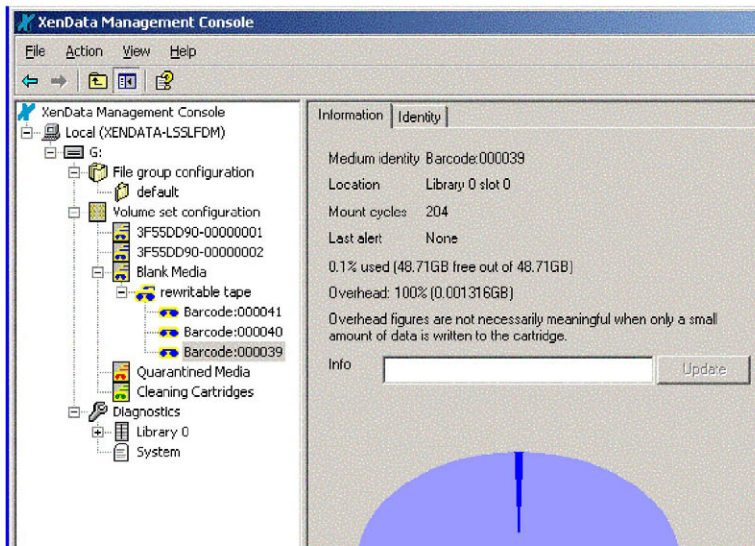 XenData Management Console
File Action View Help
XenData Management Console
Local (XENDATA-LSSLFDM)
G:
File group configuration
default
Volume set configuration
3F55DD90-00000001
3F55DD90-00000002
Blank Media
rewritable tape
Barcode:000041
Barcode:000040
Barcode:000039
Quarantined Media
Cleaning Cartridges
Diagnostics
Library 0
System
Information Identity
Medium identity Barcode:000039
Location Library 0 slot 0
Mount cycles 204
Last alert None
0.1% used (48.71GB free out of 48.71GB)
Overhead: 100% (0.001316GB)
Overhead figures are not necessarily meaningful when only a small
amount of data is written to the cartridge.
Info Update